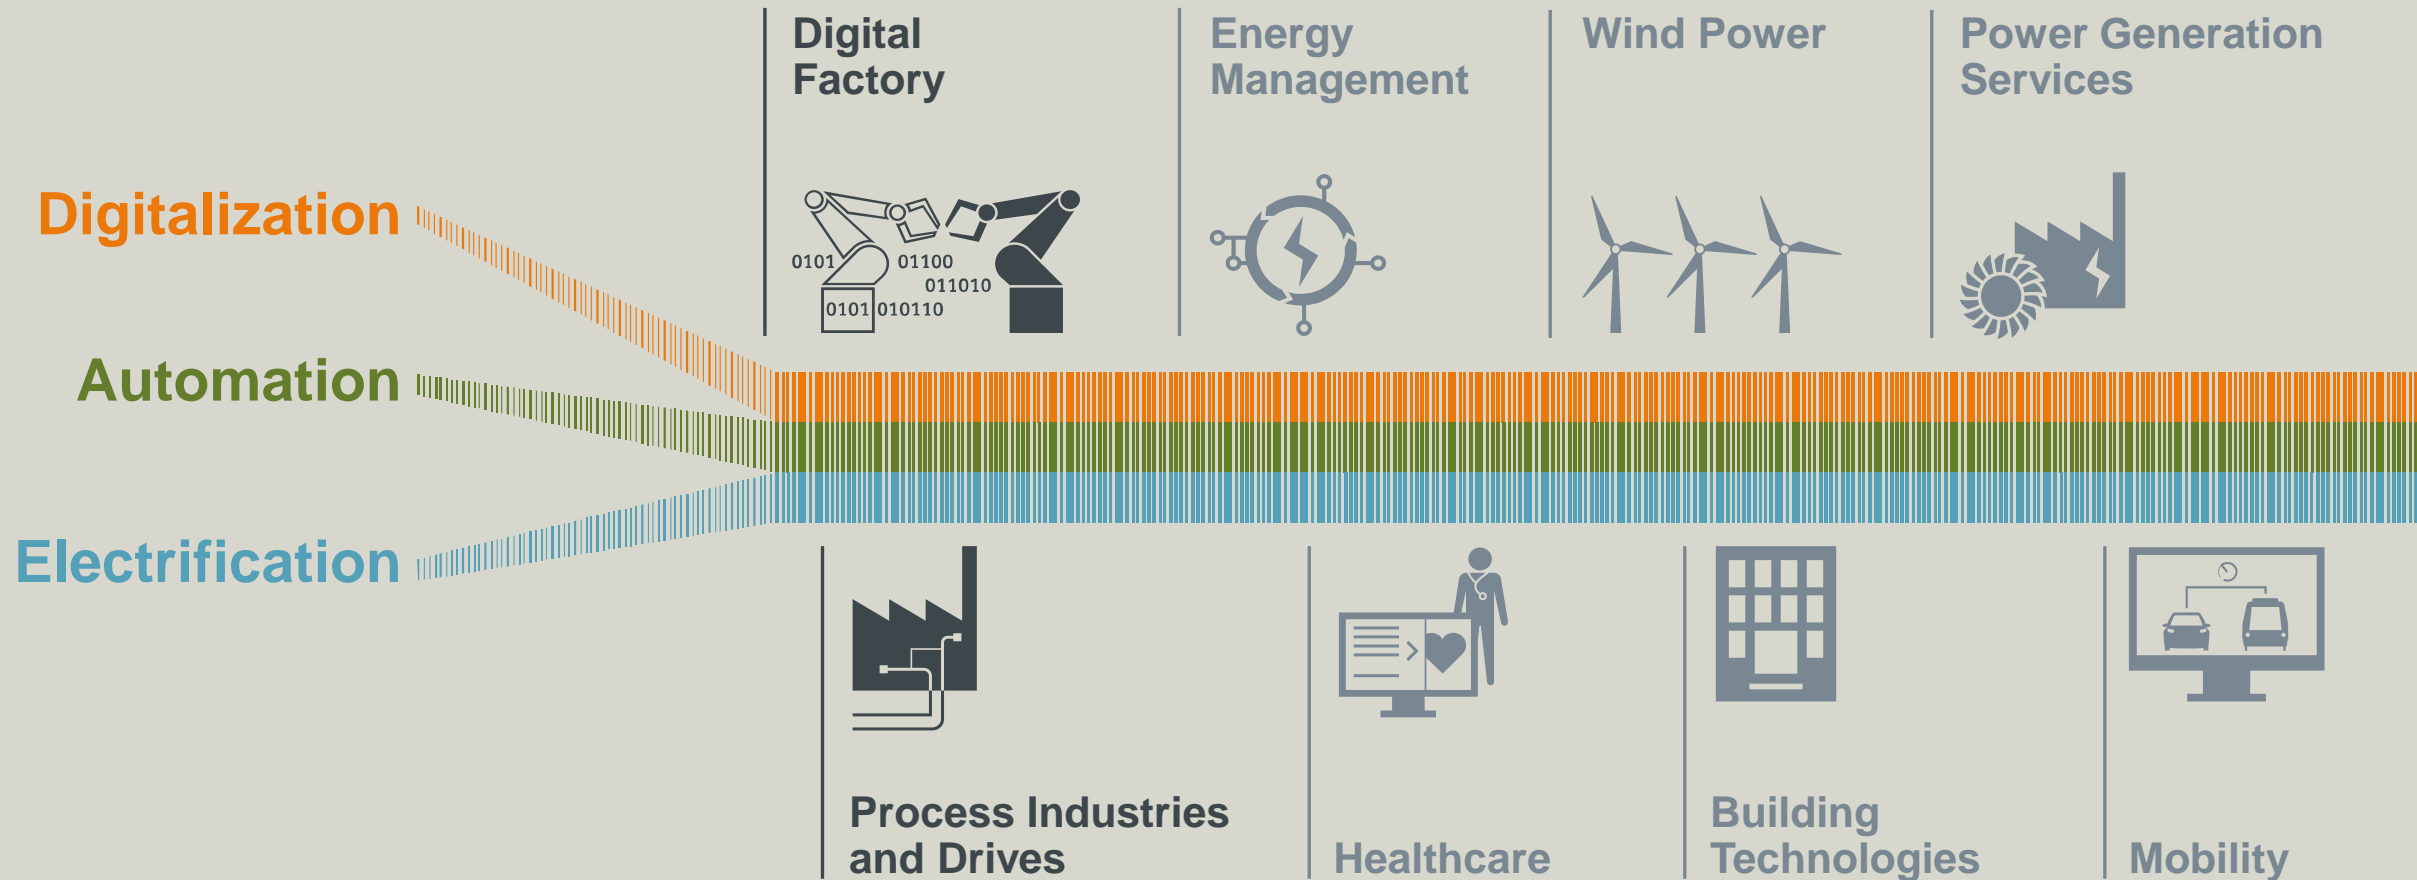 Digital
Factory
Energy
Management
Wind Power
Power Generation
Services
0101
01100
011010
0101 010110
Digitalization
Automation
Electrification
Process Industries
and Drives
Healthcare
Building
Technologies
Mobility